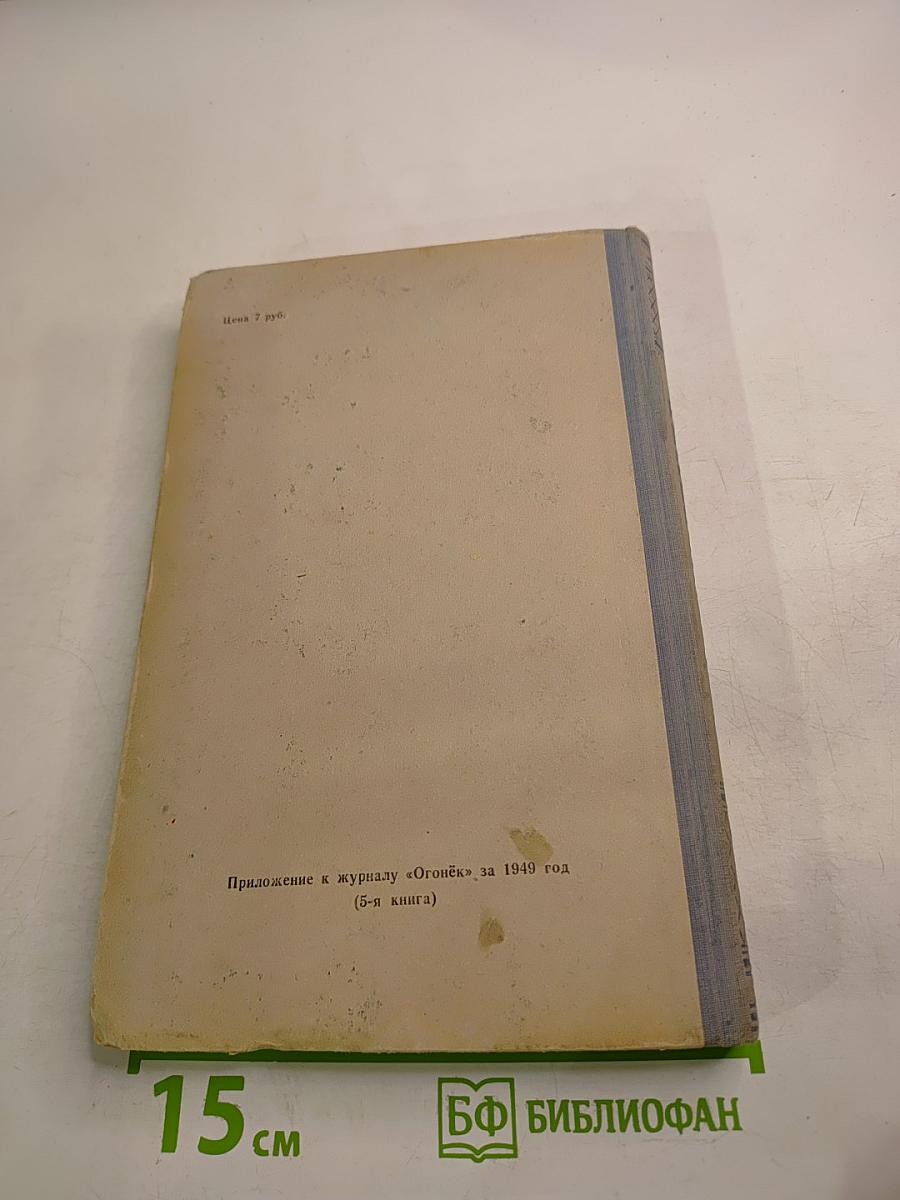 Цена 7 руб.
Приложение к журналу «Огонёк» за 1949 год
(5-я книга)
15 см
БФ БИБЛИОФАН